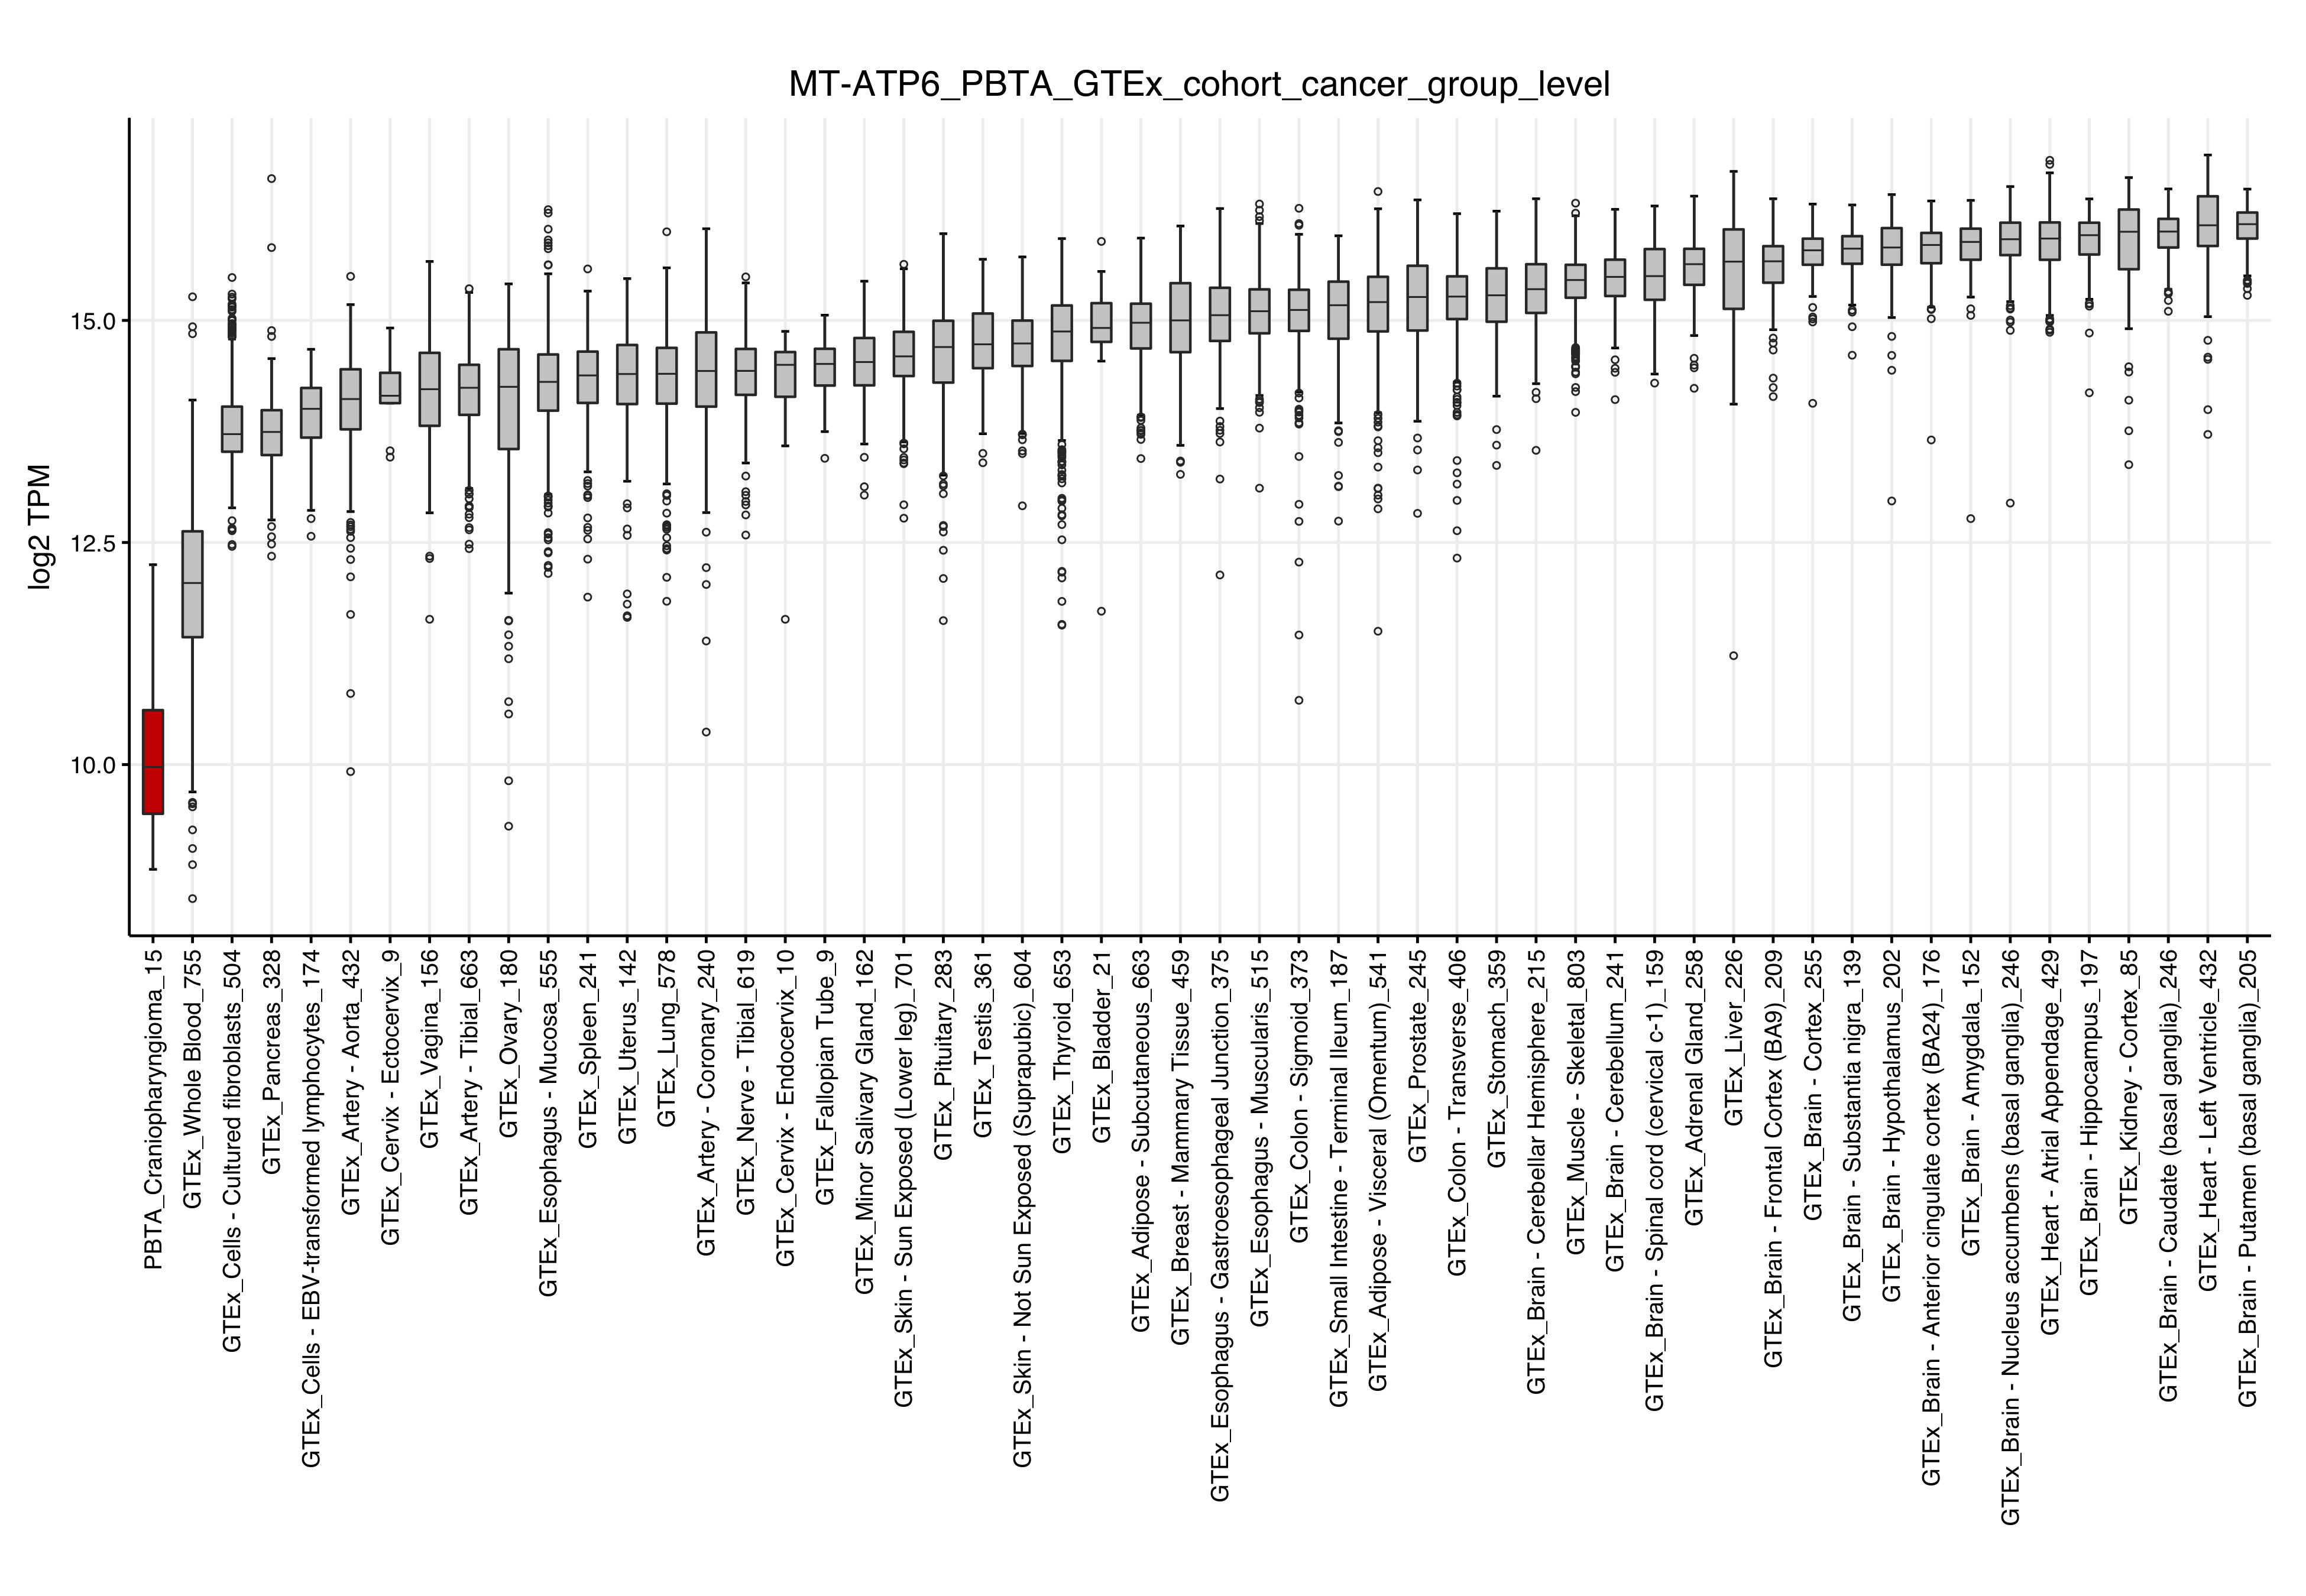 MT-ATP6_PBTA_GTEx_cohort_cancer_group_level
log2 TPM
15.0
12.5
10.0
PBTA_Craniopharyngioma_15
GTEx_Whole Blood_755
GTEx_Cells - Cultured fibroblasts_504
GTEx_Pancreas_328
GTEx_Cells - EBV-transformed lymphocytes_174
GTEx_Artery - Aorta_432
GTEx_Cervix - Ectocervix_9
GTEx_Vagina_156
GTEx_Artery - Tibial_663
GTEx_Ovary_180
GTEx_Esophagus - Mucosa_555
GTEx_Spleen_241
GTEx_Uterus_142
GTEx_Lung_578
GTEx_Artery - Coronary_240
GTEx_Nerve - Tibial_619
GTEx_Cervix - Endocervix_10
GTEx_Fallopian Tube_9
GTEx_Minor Salivary Gland_162
GTEx_Skin - Sun Exposed (Lower leg)_701
GTEx_Pituitary_283
GTEx_Testis_361
GTEx_Skin - Not Sun Exposed (Suprapubic)_604
GTEx_Thyroid_653
GTEx_Bladder_21
GTEx_Adipose - Subcutaneous_663
GTEx_Breast - Mammary Tissue_459
GTEx_Esophagus - Gastroesophageal Junction_375
GTEx_Esophagus - Muscularis_515
GTEx_Colon - Sigmoid_373
GTEx_Small Intestine - Terminal Ileum_187
GTEx_Adipose - Visceral (Omentum)_541
GTEx_Prostate_245
GTEx_Colon - Transverse_406
GTEx_Stomach_359
GTEx_Brain - Cerebellar Hemisphere_215
GTEx_Muscle - Skeletal_803
GTEx_Brain - Cerebellum_241
GTEx_Brain - Spinal cord (cervical c-1)_159
GTEx_Adrenal Gland_258
GTEx_Liver_226
GTEx_Brain - Frontal Cortex (BA9)_209
GTEx_Brain - Cortex_255
GTEx_Brain - Substantia nigra_139
GTEx_Brain - Hypothalamus_202
GTEx_Brain - Anterior cingulate cortex (BA24)_176
GTEx_Brain - Amygdala_152
GTEx_Brain - Nucleus accumbens (basal ganglia)_246
GTEx_Heart - Atrial Appendage_429
GTEx_Brain - Hippocampus_197
GTEx_Kidney - Cortex_85
GTEx_Brain - Caudate (basal ganglia)_246
GTEx_Heart - Left Ventricle_432
GTEx_Brain - Putamen (basal ganglia)_205